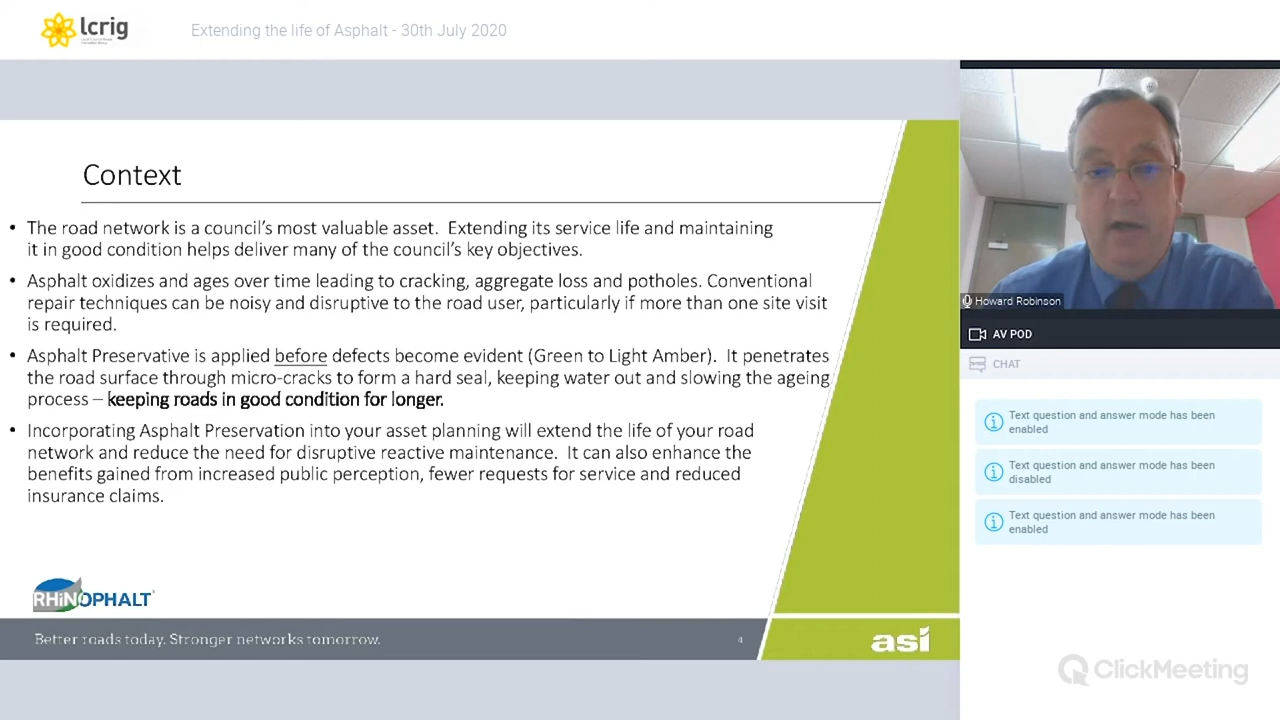 lcrig
Extending the life of Asphalt - 30th July 2020
Context
• The road network is a council's most valuable asset. Extending its service life and maintaining
it in good condition helps deliver many of the council's key objectives.
• Asphalt oxidizes and ages over time leading to cracking, aggregate loss and potholes. Conventional
repair techniques can be noisy and disruptive to the road user, particularly if more than one site visit
is required.
• Asphalt Preservative is applied before defects become evident (Green to Light Amber). It penetrates
the road surface through micro-cracks to form a hard seal, keeping water out and slowing the ageing
process – keeping roads in good condition for longer.
• Incorporating Asphalt Preservation into your asset planning will extend the life of your road
network and reduce the need for disruptive reactive maintenance. It can also enhance the
benefits gained from increased public perception, fewer requests for service and reduced
insurance claims.
RHiNOPHALT
Better roads today. Stronger networks tomorrow.
4
asi
Howard Robinson
AV POD
CHAT
Text question and answer mode has been
enabled
Text question and answer mode has been
disabled
Text question and answer mode has been
enabled
ClickMeeting